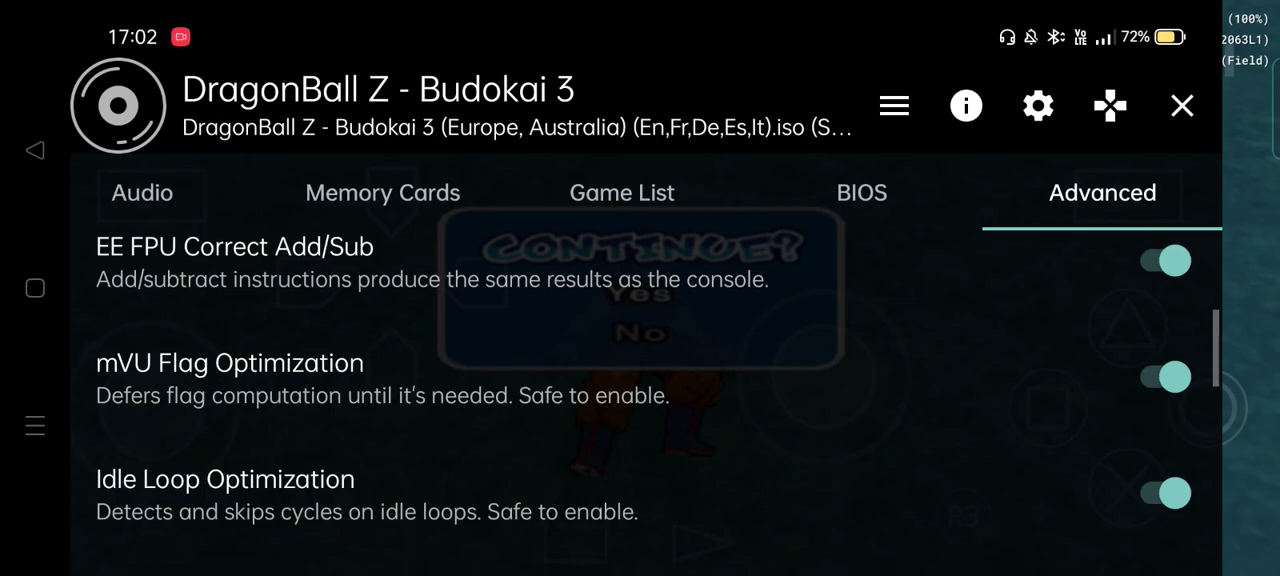 17:02
Vo LTE
72%
(100%)
2063L1)
(Field)
DragonBall Z - Budokai 3
DragonBall Z - Budokai 3 (Europe, Australia) (En,Fr,De,Es,It).iso (S...
Audio Memory Cards Game List BIOS Advanced
CONTINUE?
Yes
No
EE FPU Correct Add/Sub
Add/subtract instructions produce the same results as the console.
mVU Flag Optimization
Defers flag computation until it's needed. Safe to enable.
Idle Loop Optimization
Detects and skips cycles on idle loops. Safe to enable.
R3